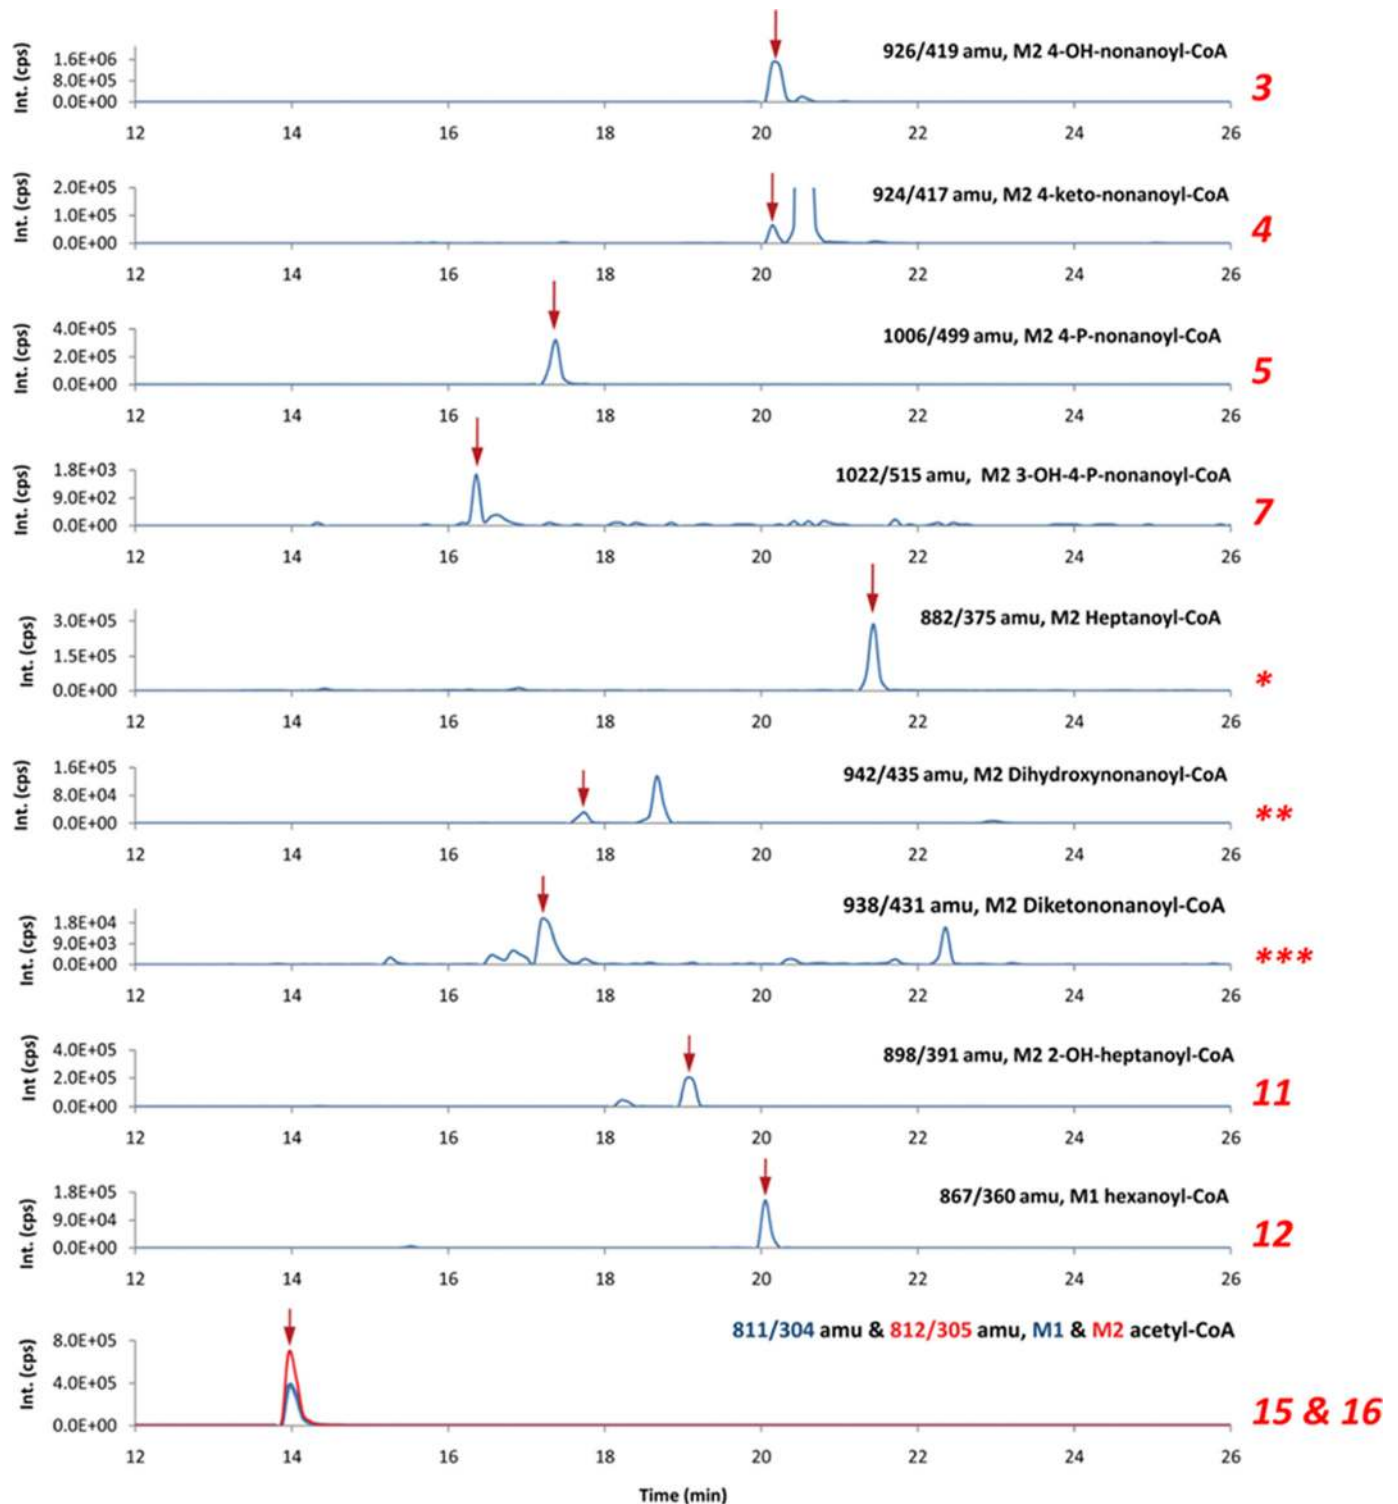 926/419 amu, M2 4-OH-nonanoyl-CoA
Int. (cps)
1.6E+06
8.0E+05
0.0E+00
3
12 14 16 18 20 22 24 26
924/417 amu, M2 4-keto-nonanoyl-CoA
Int. (cps)
2.0E+05
1.0E+05
0.0E+00
4
12 14 16 18 20 22 24 26
1006/499 amu, M2 4-P-nonanoyl-CoA
Int. (cps)
4.0E+05
2.0E+05
0.0E+00
5
12 14 16 18 20 22 24 26
1022/515 amu, M2 3-OH-4-P-nonanoyl-CoA
Int. (cps)
1.8E+03
9.0E+02
0.0E+00
7
12 14 16 18 20 22 24 26
882/375 amu, M2 Heptanoyl-CoA
Int. (cps)
3.0E+05
1.5E+05
0.0E+00
*
12 14 16 18 20 22 24 26
942/435 amu, M2 Dihydroxynonanoyl-CoA
Int. (cps)
1.6E+05
8.0E+04
0.0E+00
**
12 14 16 18 20 22 24 26
938/431 amu, M2 Diketononanoyl-CoA
Int. (cps)
1.8E+04
9.0E+03
0.0E+00
***
12 14 16 18 20 22 24 26
898/391 amu, M2 2-OH-heptanoyl-CoA
Int (cps)
4.0E+05
2.0E+05
0.0E+00
11
12 14 16 18 20 22 24 26
867/360 amu, M1 hexanoyl-CoA
Int. (cps)
1.8E+05
9.0E+04
0.0E+00
12
12 14 16 18 20 22 24 26
811/304 amu & 812/305 amu, M1 & M2 acetyl-CoA
Int. (cps)
8.0E+05
4.0E+05
0.0E+00
15 & 16
12 14 16 18 20 22 24 26
Time (min)